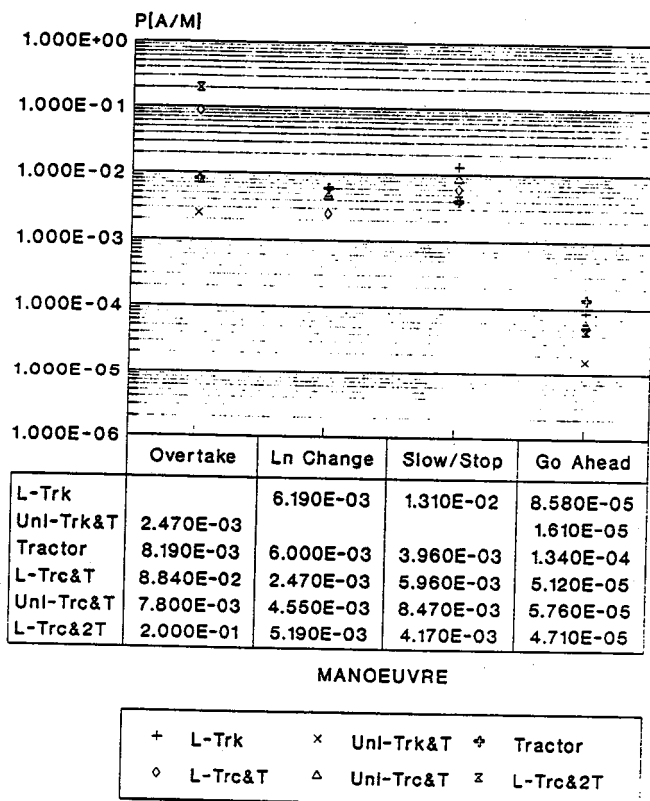 P[A/M]
1.000E+00
1.000E-01
1.000E-02
1.000E-03
1.000E-04
1.000E-05
1.000E-06
Overtake Ln Change Slow/Stop Go Ahead
L-Trk 6.190E-03 1.310E-02 8.580E-05
Uni-Trk&T 2.470E-03 1.610E-05
Tractor 8.190E-03 6.000E-03 3.960E-03 1.340E-04
L-Trc&T 8.840E-02 2.470E-03 5.960E-03 5.120E-05
Uni-Trc&T 7.800E-03 4.550E-03 8.470E-03 5.760E-05
L-Trc&2T 2.000E-01 5.190E-03 4.170E-03 4.710E-05
MANOEUVRE
L-Trk Uni-Trk&T Tractor
L-Trc&T Uni-Trc&T L-Trc&2T